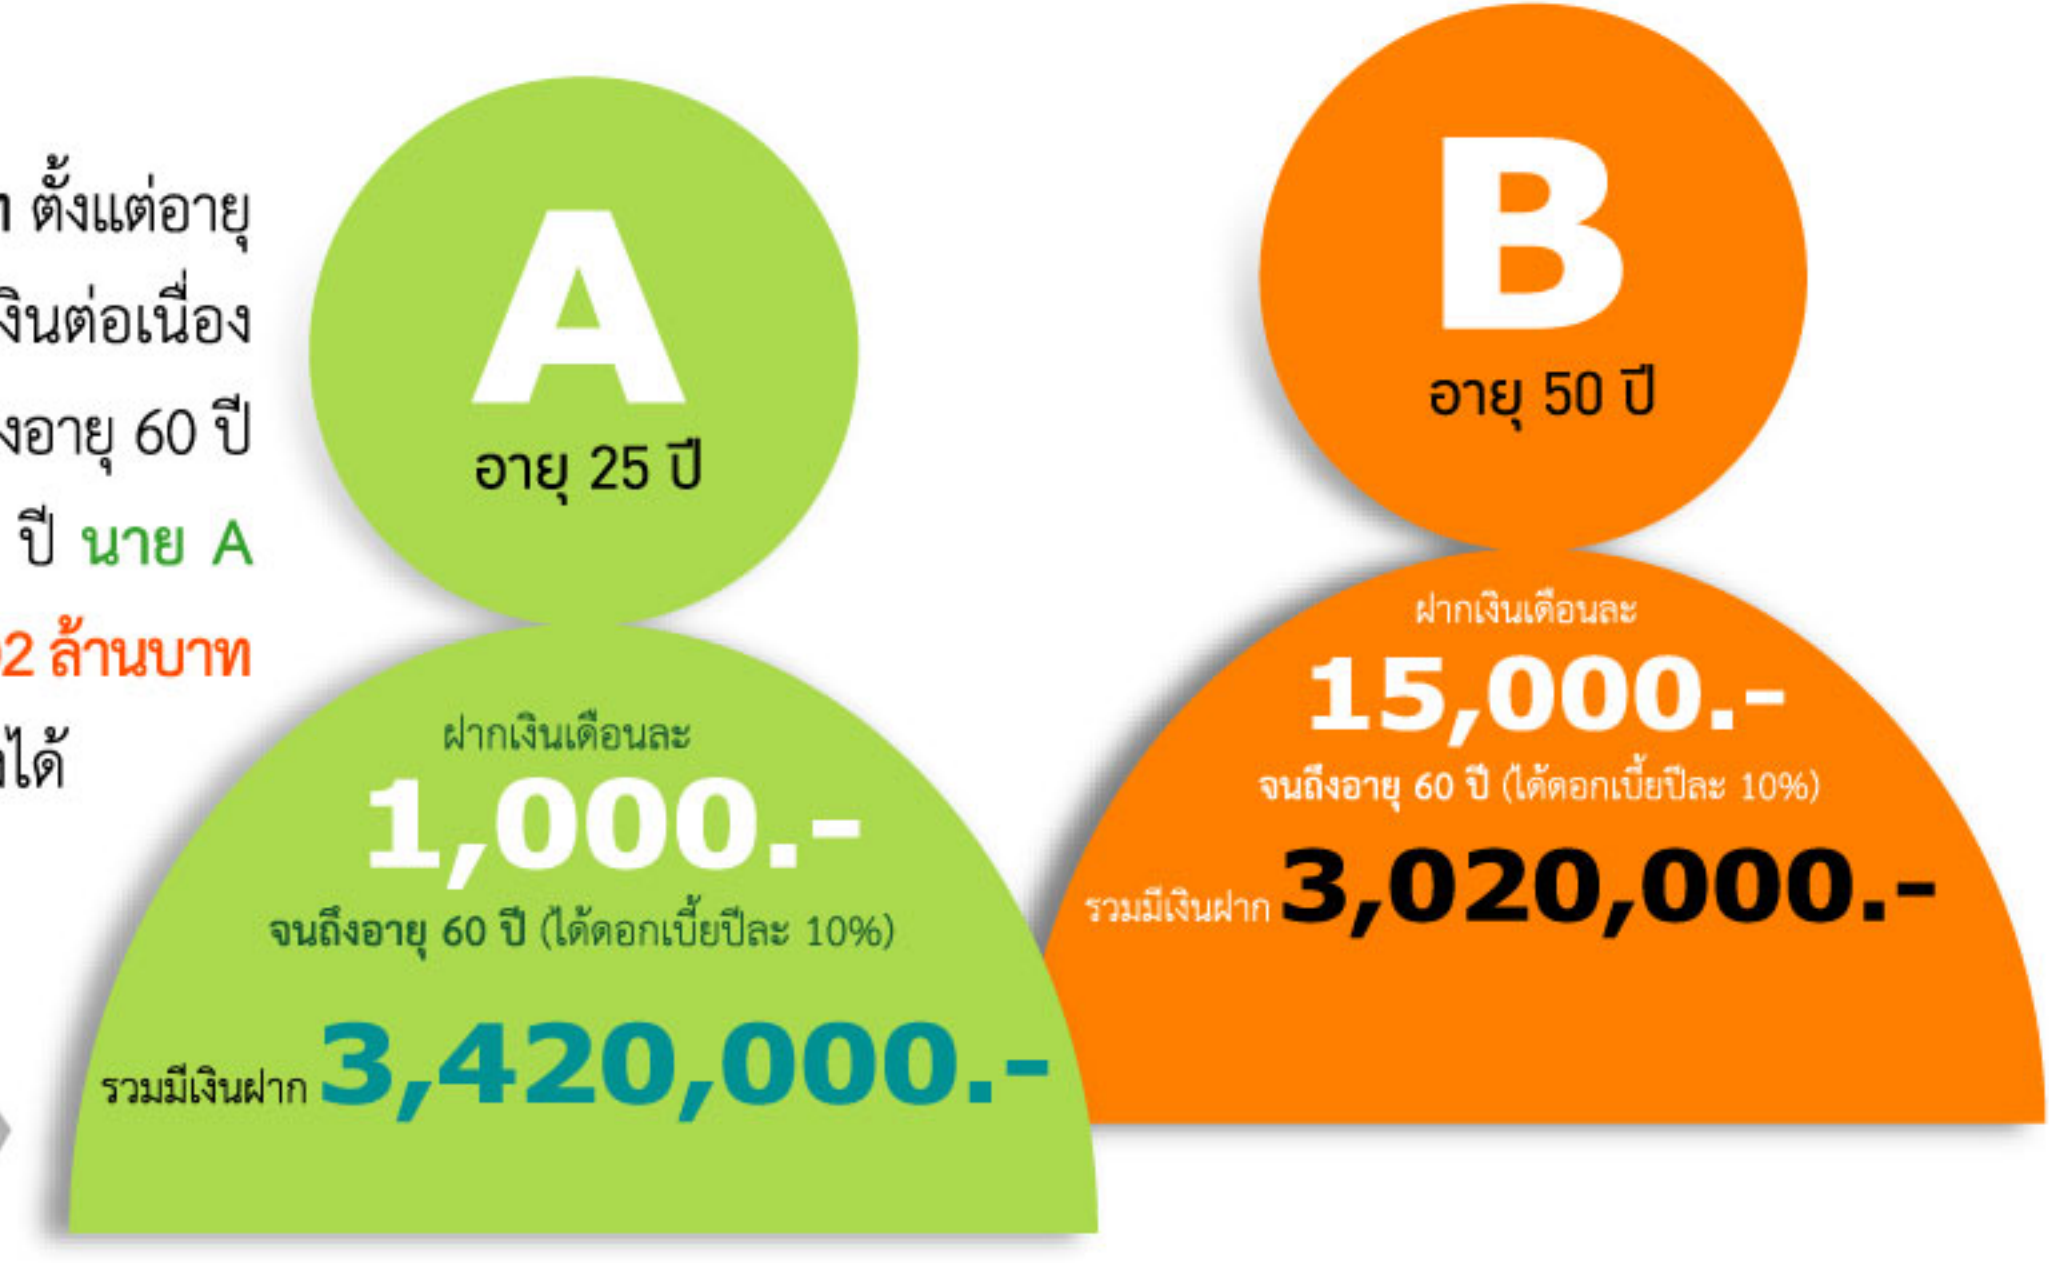 ตั้งแต่อายุ
ต่อเนื่อง
อายุ 60 ปี
ปี นาย A
2 ล้านบาท
ได้
A
อายุ 25 ปี
ฝากเงินเดือนละ
1,000.-
จนถึงอายุ 60 ปี (ได้ดอกเบี้ยปีละ 10%)
รวมมีเงินฝาก 3,420,000.-
B
อายุ 50 ปี
ฝากเงินเดือนละ
15,000.-
จนถึงอายุ 60 ปี (ได้ดอกเบี้ยปีละ 10%)
รวมมีเงินฝาก 3,020,000.-